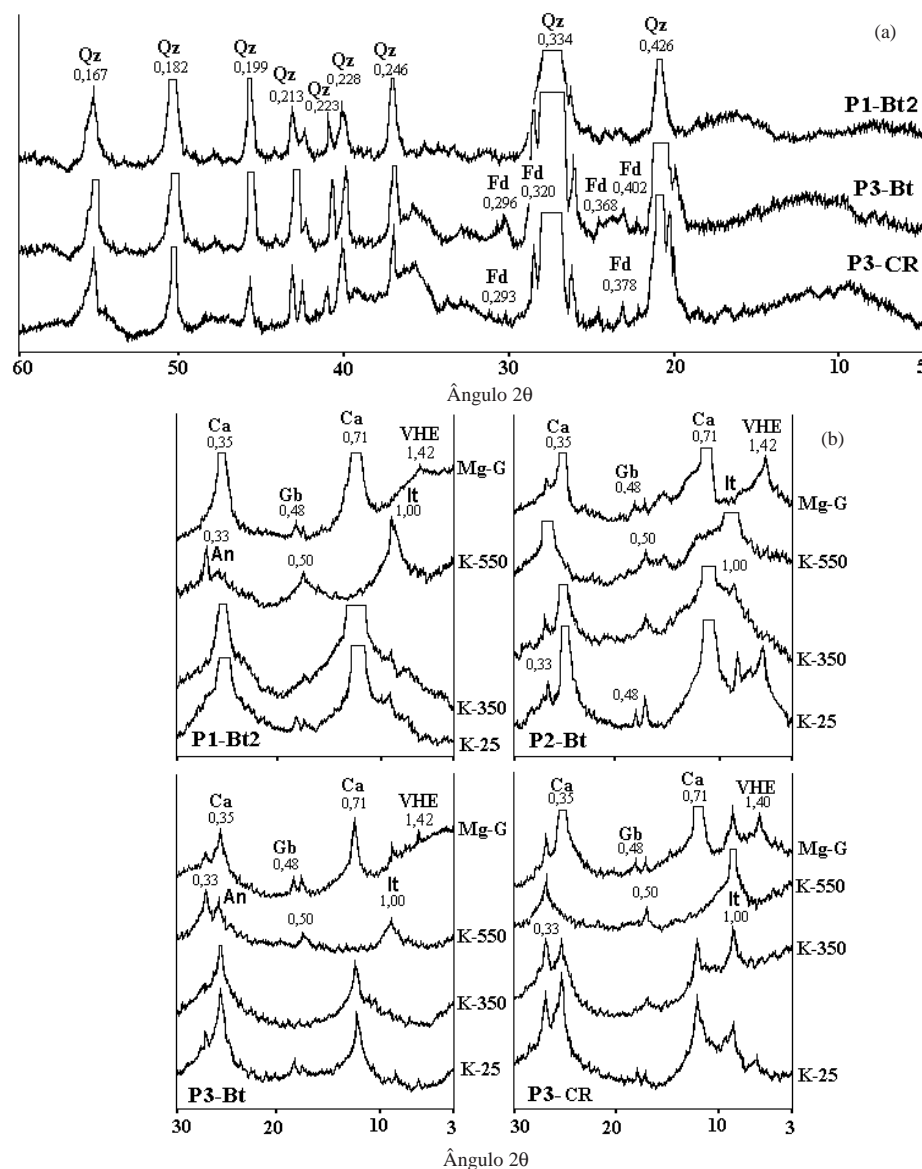 (a)
Qz 0,167
Qz 0,182
Qz 0,199
Qz 0,213
Qz 0,223
Qz 0,228
Qz 0,246
0,334
Qz 0,426
P1-Bt2
Fd 0,296
Fd 0,320
Fd 0,368
Fd 0,402
P3-Bt
Fd 0,293
Fd 0,378
P3-CR
60 50 40 30 20 10 5
Ângulo 2θ
(b)
Ca 0,35
Gb 0,48
Ca 0,71
VHE 1,42
Mg-G
0,33
An
0,50
It 1,00
K-550
K-350
K-25
P1-Bt2
Ca 0,35
Gb 0,48
Ca 0,71
VHE 1,42
Mg-G
It
0,50
K-550
1,00
K-350
0,33
0,48
K-25
P2-Bt
Ca 0,35
Gb 0,48
Ca 0,71
VHE 1,42
Mg-G
0,33
An
0,50
It 1,00
K-550
K-350
K-25
P3-Bt
30 20 10 3
Ca 0,35
Gb 0,48
Ca 0,71
VHE 1,40
Mg-G
K-550
0,50
It 1,00
0,33
K-350
K-25
P3-CR
30 20 10 3
Ângulo 2θ